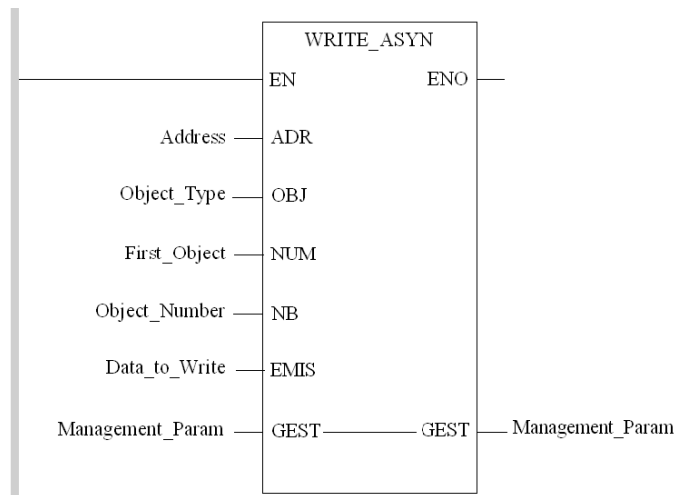 WRITE_ASYN
EN ENO
Address ADR
Object_Type OBJ
First_Object NUM
Object_Number NB
Data_to_Write EMIS
Management_Param GEST GEST Management_Param